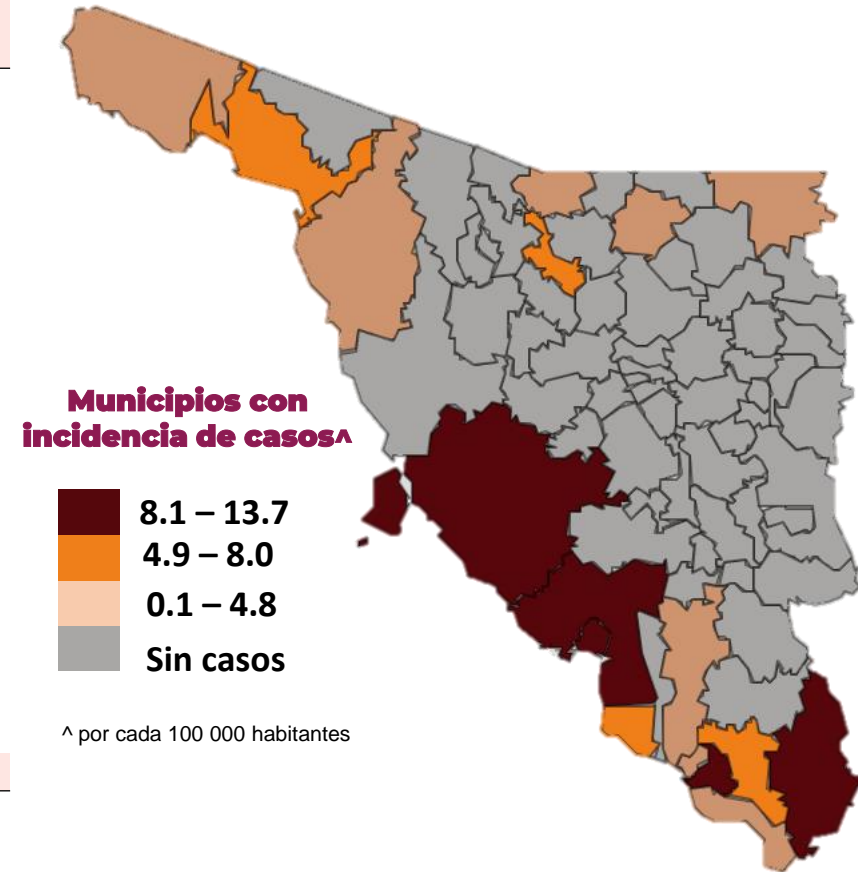 Municipios con
incidencia de casos^
8.1 – 13.7
4.9 – 8.0
0.1 – 4.8
Sin casos
^ por cada 100 000 habitantes